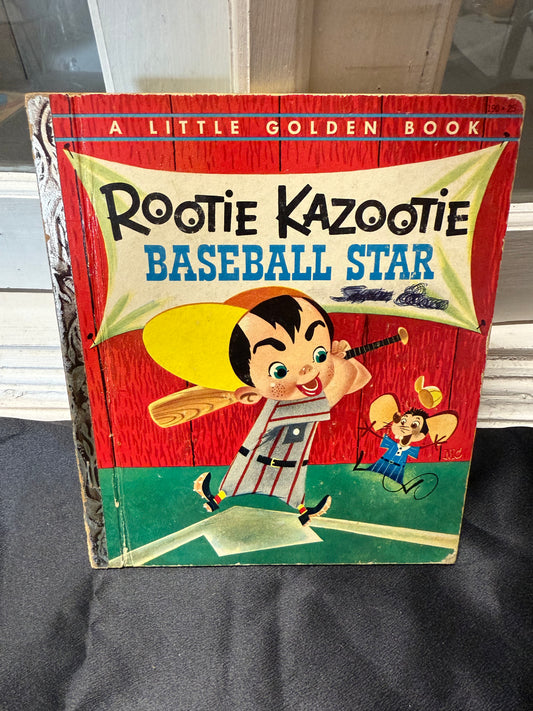 A LITTLE GOLDEN BOOK
ROOTiE KAZOOTiE
BASEBALL STAR